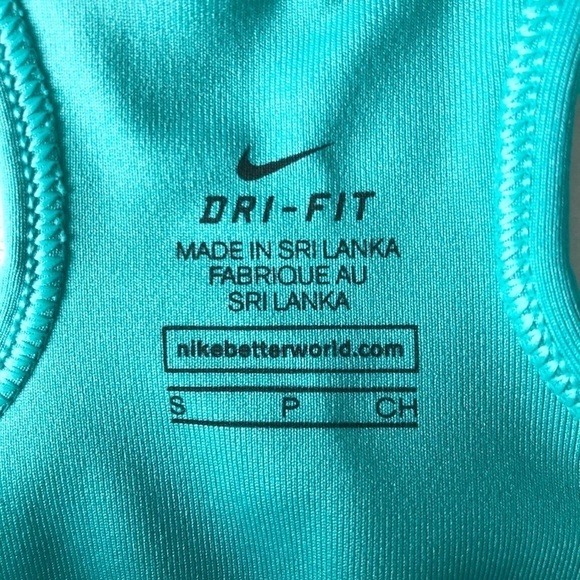 DRI-FIT
MADE IN SRI LANKA
FABRIQUE AU
SRI LANKA
nikebetterworld.com
S P CH